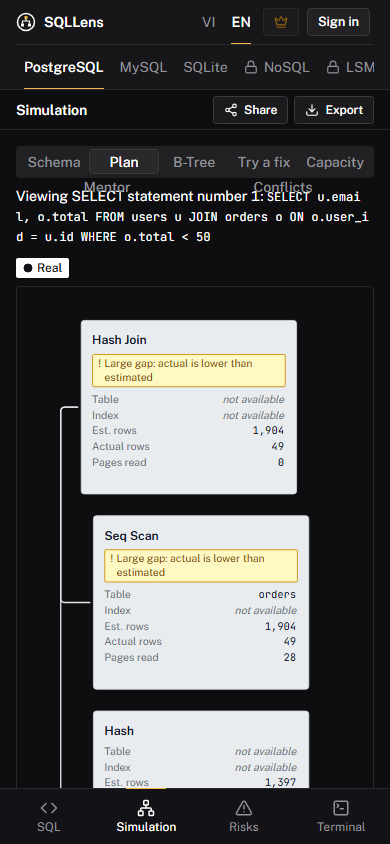 SQLLens
VI EN Sign in
PostgreSQL MySQL SQLite NoSQL LSM
Simulation Share Export
Schema Plan B-Tree Try a fix Capacity
Mentor Conflicts
Viewing SELECT statement number 1: SELECT u.emai
l, o.total FROM users u JOIN orders o ON o.user_i
d = u.id WHERE o.total < 50
Real
Hash Join
! Large gap: actual is lower than
estimated
Table not available
Index not available
Est. rows 1,904
Actual rows 49
Pages read 0
Seq Scan
! Large gap: actual is lower than
estimated
Table orders
Index not available
Est. rows 1,904
Actual rows 49
Pages read 28
Hash
Table not available
Index not available
Est. rows 1,397
SQL Simulation Risks Terminal